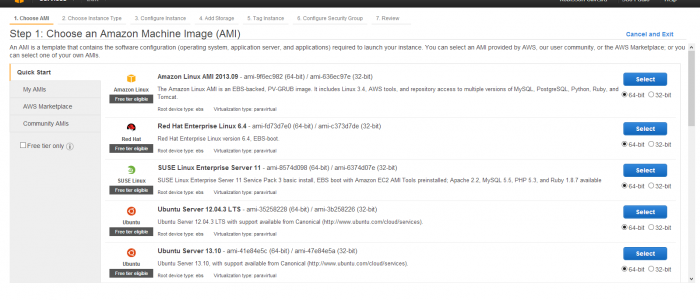 1. Choose AMI 2. Choose Instance Type 3. Configure Instance 4. Add Storage 5. Tag Instance 6. Configure Security Group 7. Review
Step 1: Choose an Amazon Machine Image (AMI)
Cancel and Exit
An AMI is a template that contains the software configuration (operating system, application server, and applications) required to launch your instance. You can select an AMI provided by AWS, our user community, or the AWS Marketplace; or you
can select one of your own AMIs.
Quick Start
My AMIs
AWS Marketplace
Community AMIs
Free tier only
Amazon Linux
Free tier eligible
Amazon Linux AMI 2013.09 - ami-9f6ec982 (64-bit) / ami-636ec97e (32-bit)
The Amazon Linux AMI is an EBS-backed, PV-GRUB image. It includes Linux 3.4, AWS tools, and repository access to multiple versions of MySQL, PostgreSQL, Python, Ruby, and
Tomcat.
Root device type: ebs Virtualization type: paravirtual
Select
64-bit 32-bit
Red Hat
Free tier eligible
Red Hat Enterprise Linux 6.4 - ami-fd73d7e0 (64-bit) / ami-c373d7de (32-bit)
Red Hat Enterprise Linux version 6.4, EBS-boot
Root device type: ebs Virtualization type: paravirtual
Select
64-bit 32-bit
SUSE Linux
Free tier eligible
SUSE Linux Enterprise Server 11 - ami-8574d098 (64-bit) / ami-6374d07e (32-bit)
SUSE Linux Enterprise Server 11 Service Pack 3 basic install, EBS boot with Amazon EC2 AMI Tools preinstalled; Apache 2.2, MySQL 5.5, PHP 5.3, and Ruby 1.8.7 available
Root device type: ebs Virtualization type: paravirtual
Select
64-bit 32-bit
Ubuntu
Free tier eligible
Ubuntu Server 12.04.3 LTS - ami-35258228 (64-bit) / ami-3b258226 (32-bit)
Ubuntu Server 12.04.3 LTS with support available from Canonical (http://www.ubuntu.com/cloud/services).
Root device type: ebs Virtualization type: paravirtual
Select
64-bit 32-bit
Ubuntu
Free tier eligible
Ubuntu Server 13.10 - ami-41e84e5c (64-bit) / ami-47e84e5a (32-bit)
Ubuntu Server 13.10, with support available from Canonical (http://www.ubuntu.com/cloud/services).
Root device type: ebs Virtualization type: paravirtual
Select
64-bit 32-bit